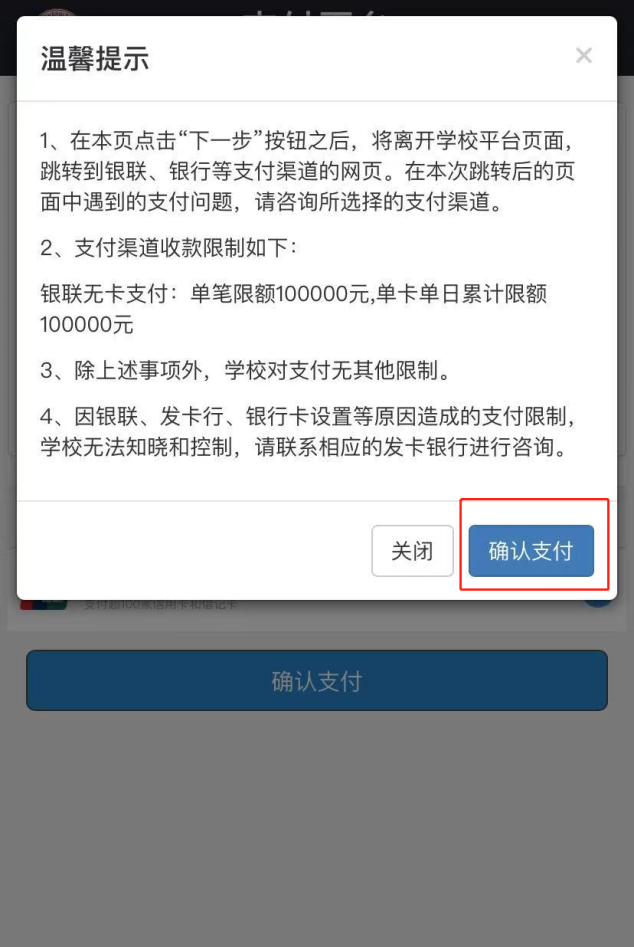 支付平台
温馨提示
×
1、在本页点击“下一步”按钮之后，将离开学校平台页面，
跳转到银联、银行等支付渠道的网页。在本次跳转后的页
面中遇到的支付问题，请咨询所选择的支付渠道。
2、支付渠道收款限制如下：
银联无卡支付：单笔限额100000元,单卡单日累计限额
100000元
3、除上述事项外，学校对支付无其他限制。
4、因银联、发卡行、银行卡设置等原因造成的支付限制，
学校无法知晓和控制，请联系相应的发卡银行进行咨询。
关闭
确认支付
支付超100家信用卡和借记卡
确认支付